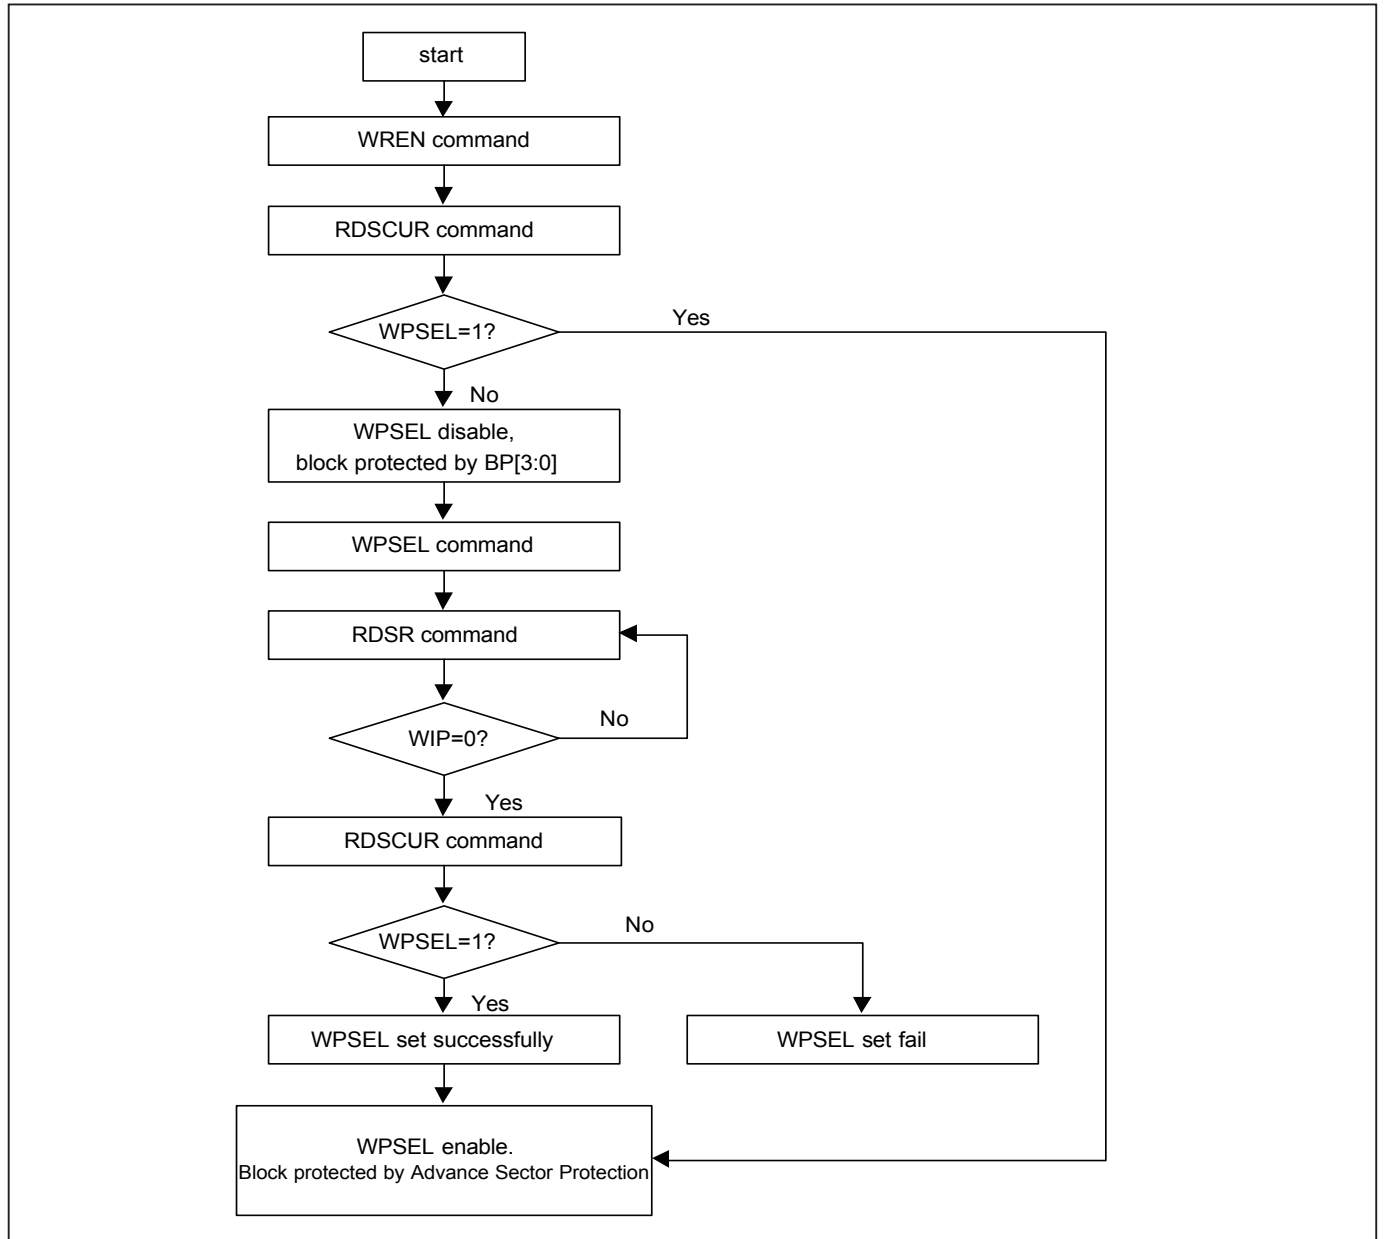 start
WREN command
RDSCUR command
WPSEL=1?
Yes
No
WPSEL disable,
block protected by BP[3:0]
WPSEL command
RDSR command
WIP=0?
No
Yes
RDSCUR command
WPSEL=1?
No
Yes
WPSEL set successfully
WPSEL set fail
WPSEL enable.
Block protected by Advance Sector Protection